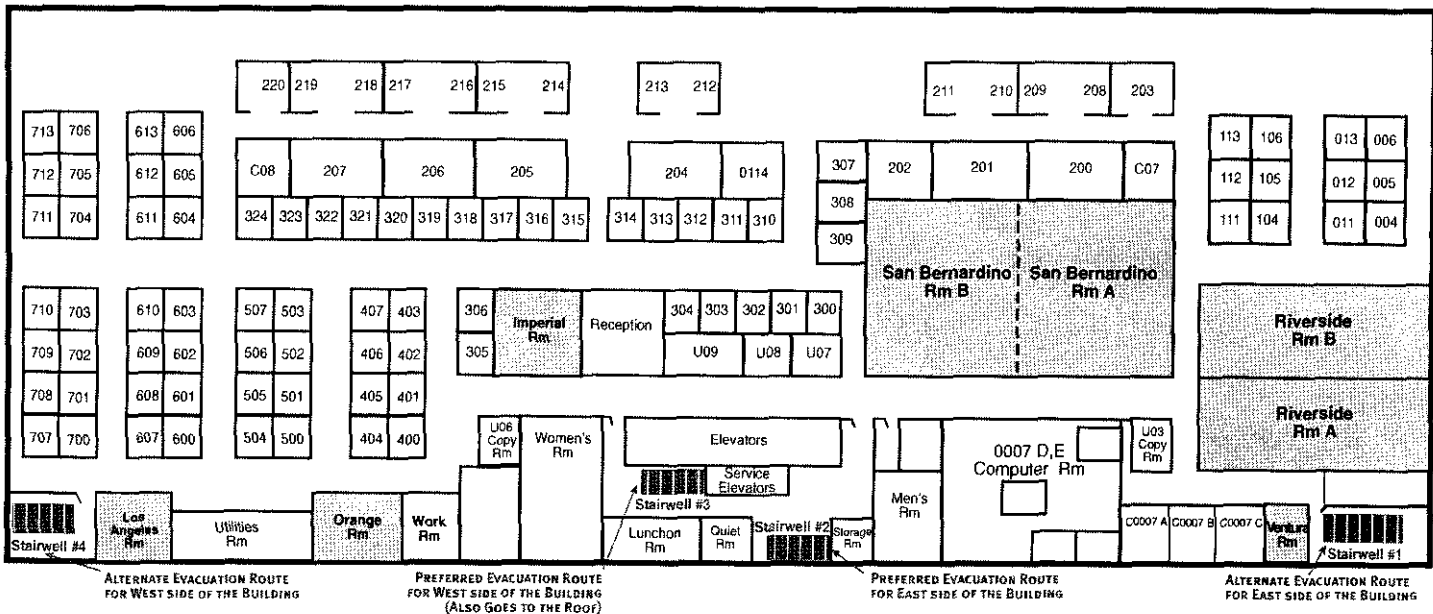 220 219 218 217 216 215 214 213 212 211 210 209 208 203
713 706 613 606 113 106 013 006
C08 207 206 205 204 0114 307 202 201 200 C07
712 705 612 605 112 105 012 005
711 704 611 604 324 323 322 321 320 319 318 317 316 315 314 313 312 311 310 308 111 104 011 004
309
San Bernardino San Bernardino
Rm B Rm A
710 703 610 603 507 503 407 403 306 Imperial Rm Reception 304 303 302 301 300
Riverside
Rm B
709 702 609 602 506 502 406 402 305 U09 U08 U07
708 701 608 601 505 501 405 401
Riverside
Rm A
707 700 607 600 504 500 404 400
U06
Copy
Rm
Women's
Rm
Elevators
0007 D,E
Computer Rm
U03
Copy
Rm
Service
Elevators
Stairwell #3
Men's
Rm
Los
Angeles
Rm
Utilities
Rm
Orange
Rm
Work
Rm
Lunchon
Rm
Quiet
Rm
Stairwell #2
Storage
Rm
C0007 A C0007 B C0007 C
Ventura
Rm
Stairwell #4
Stairwell #1
ALTERNATE EVACUATION ROUTE
FOR WEST SIDE OF THE BUILDING
PREFERRED EVACUATION ROUTE
FOR WEST SIDE OF THE BUILDING
(ALSO GOES TO THE ROOF)
PREFERRED EVACUATION ROUTE
FOR EAST SIDE OF THE BUILDING
ALTERNATE EVACUATION ROUTE
FOR EAST SIDE OF THE BUILDING